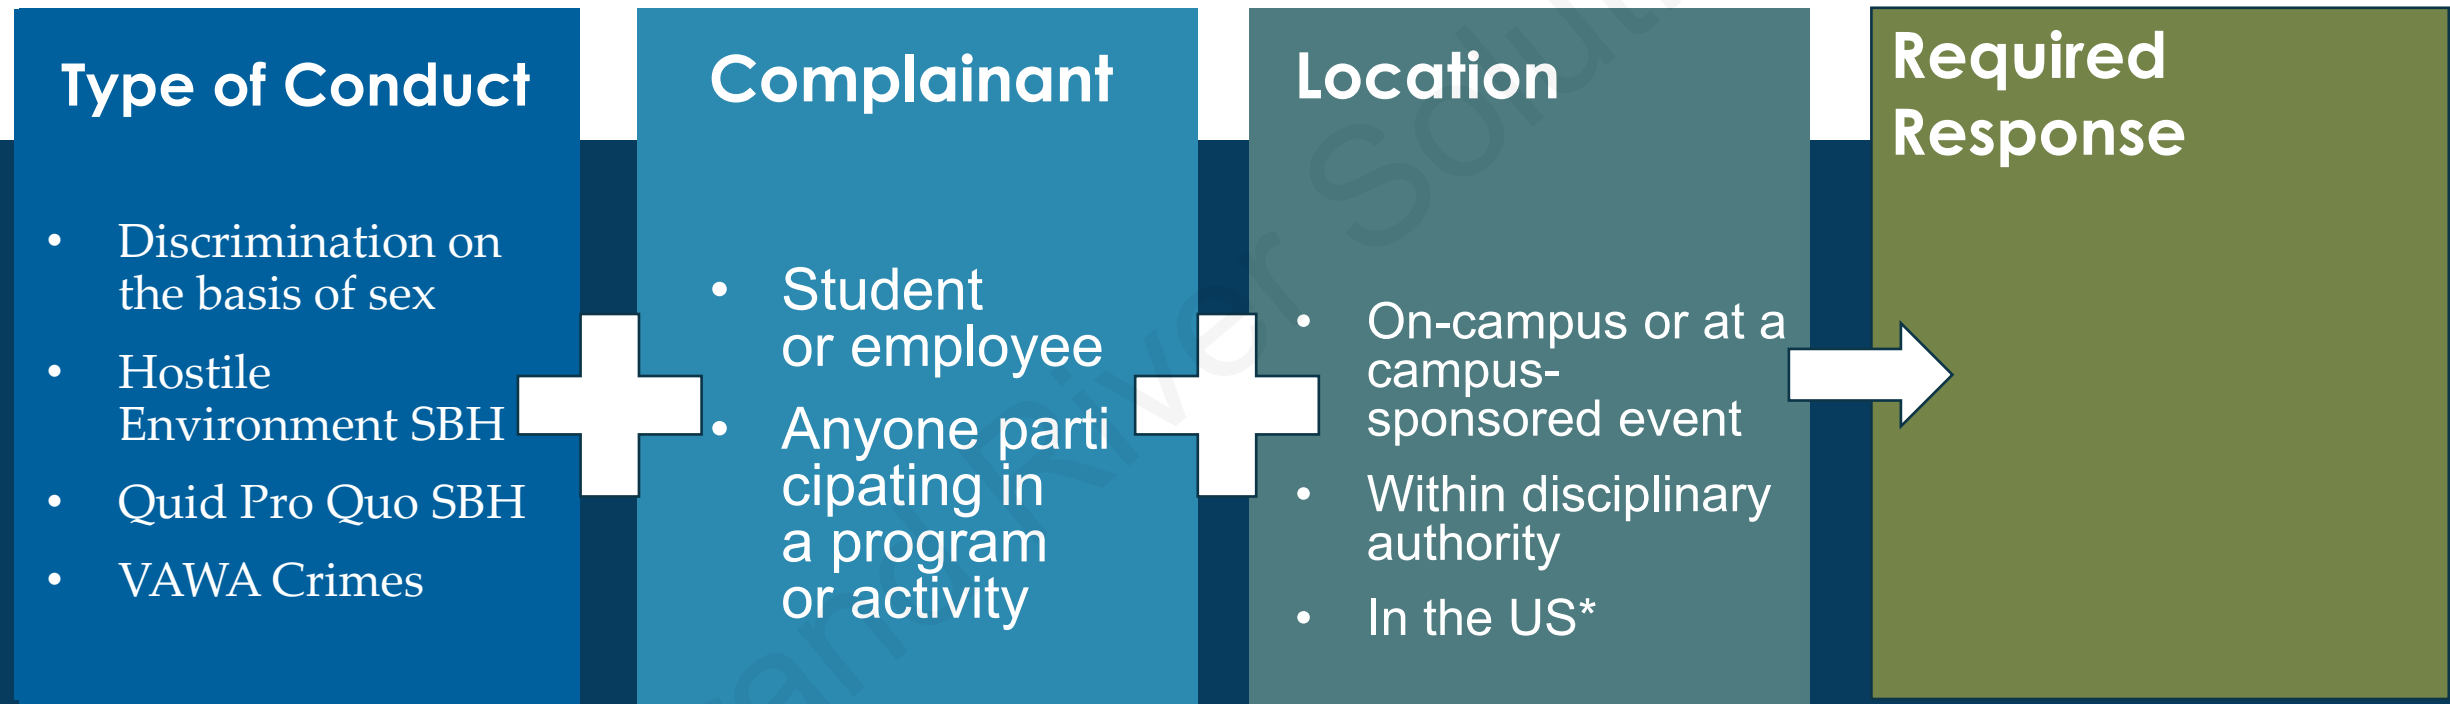 Type of Conduct
• Discrimination on
the basis of sex
• Hostile
Environment SBH
• Quid Pro Quo SBH
• VAWA Crimes
Complainant
• Student
or employee
• Anyone parti
cipating in
a program
or activity
Location
• On-campus or at a
campus-
sponsored event
• Within disciplinary
authority
• In the US*
Required
Response